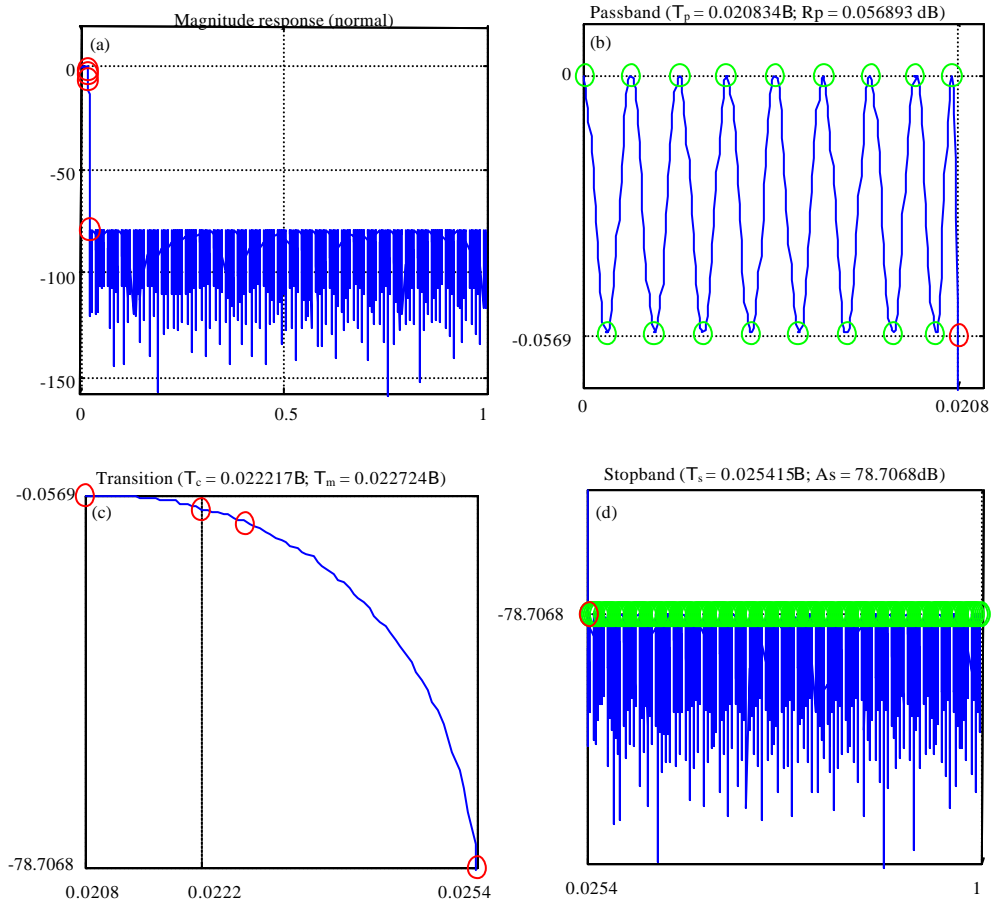 Magnitude response (normal)
(a)
0
-50
-100
-150
0
0.5
1
Passband (Tp = 0.020834B; Rp = 0.056893 dB)
(b)
0
-0.0569
0
0.0208
Transition (Tc = 0.022217B; Tm = 0.022724B)
(c)
-0.0569
-78.7068
0.0208
0.0222
0.0254
Stopband (Ts = 0.025415B; As = 78.7068dB)
(d)
-78.7068
0.0254
1